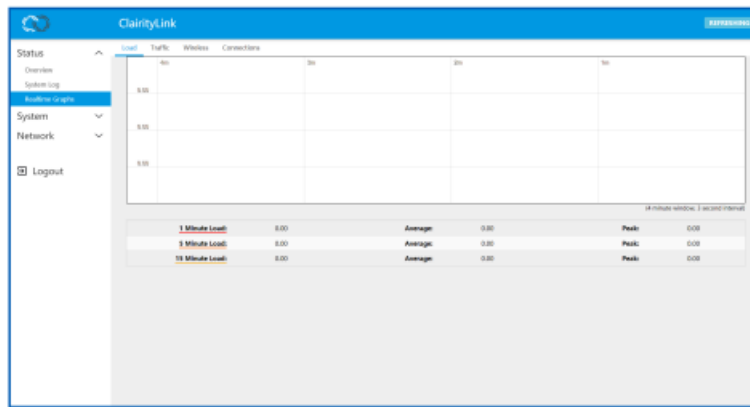 ClairityLink
REFRESHING
Status
Overview
System Log
Realtime Graphs
System
Network
Logout
Load Traffic Wireless Connections
4m 3m 2m 1m
(4 minute window, 3 second interval)
1 Minute Load: 0.00 Average: 0.00 Peak: 0.00
5 Minute Load: 0.00 Average: 0.00 Peak: 0.00
15 Minute Load: 0.00 Average: 0.00 Peak: 0.00